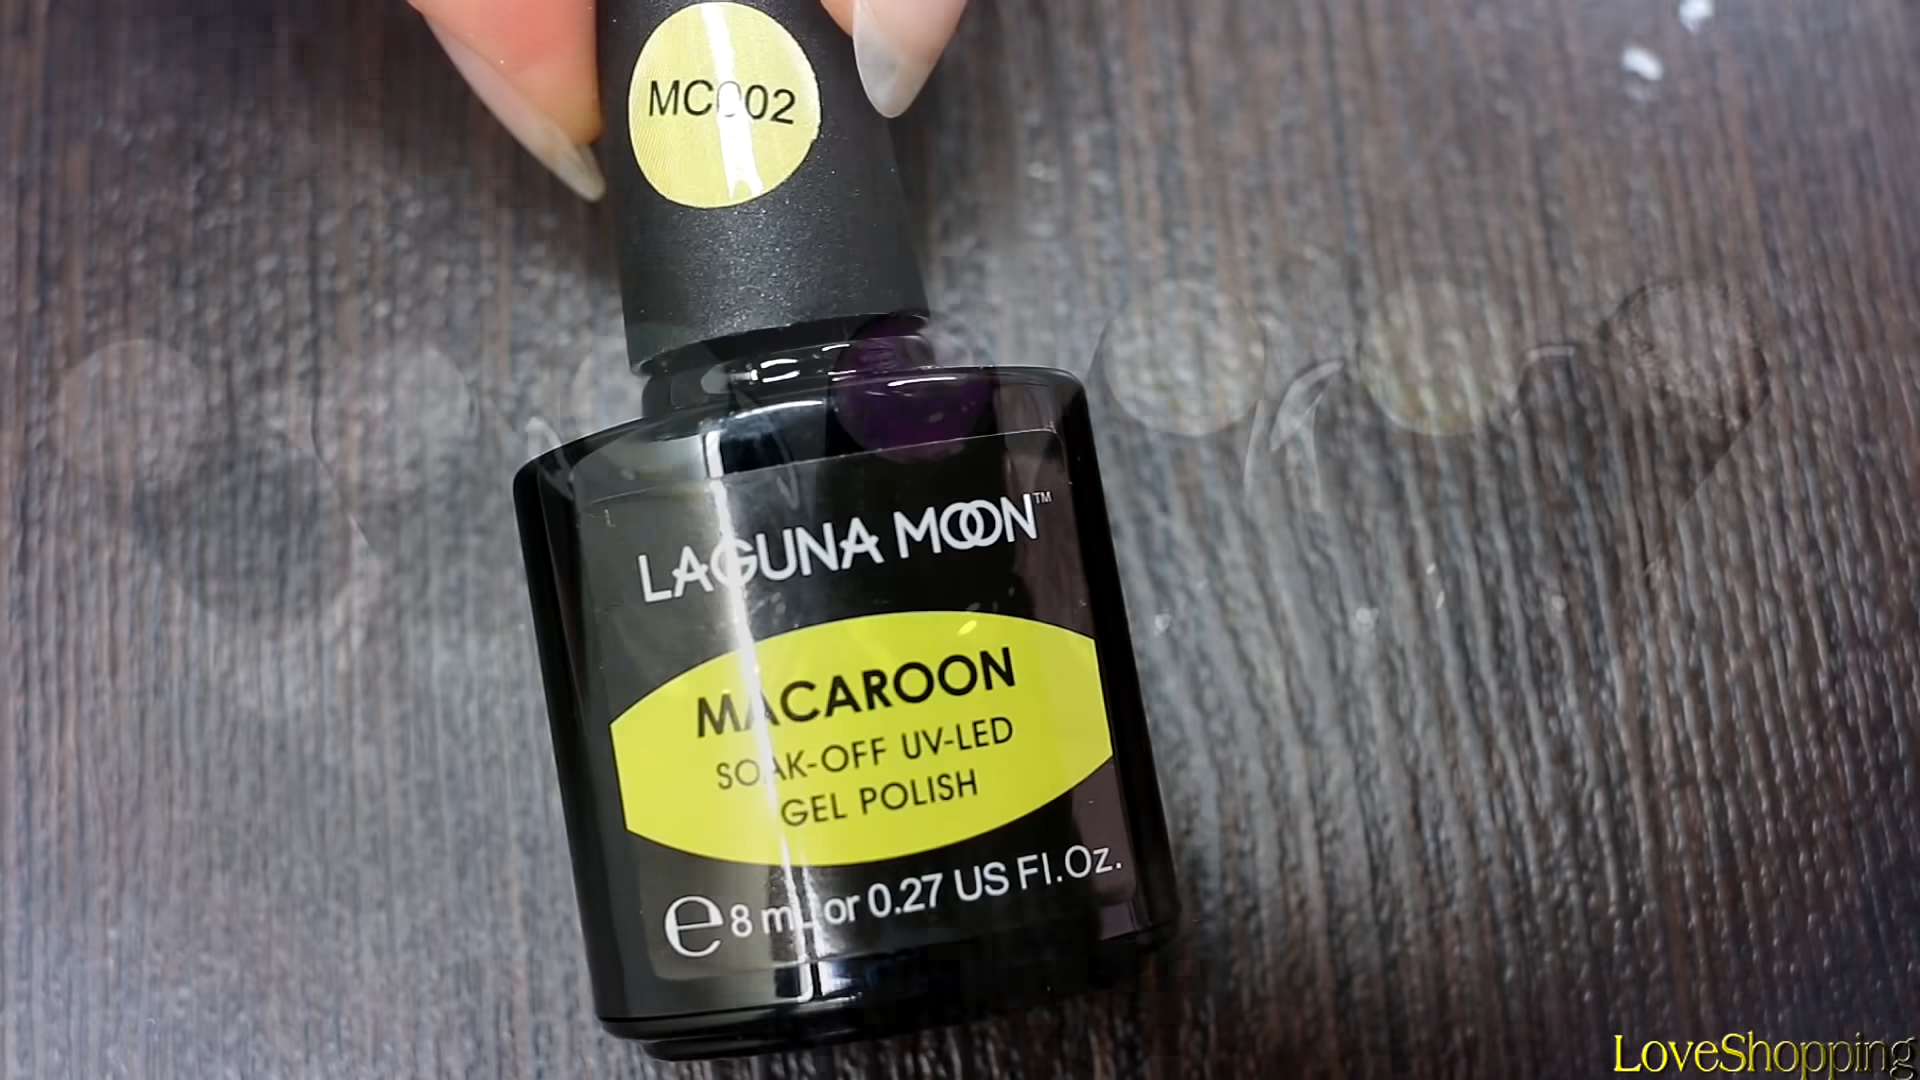 MC002
LAGUNA MOON™
MACAROON
SOAK-OFF UV-LED
GEL POLISH
e 8 mL or 0.27 US Fl.Oz.
LoveShopping